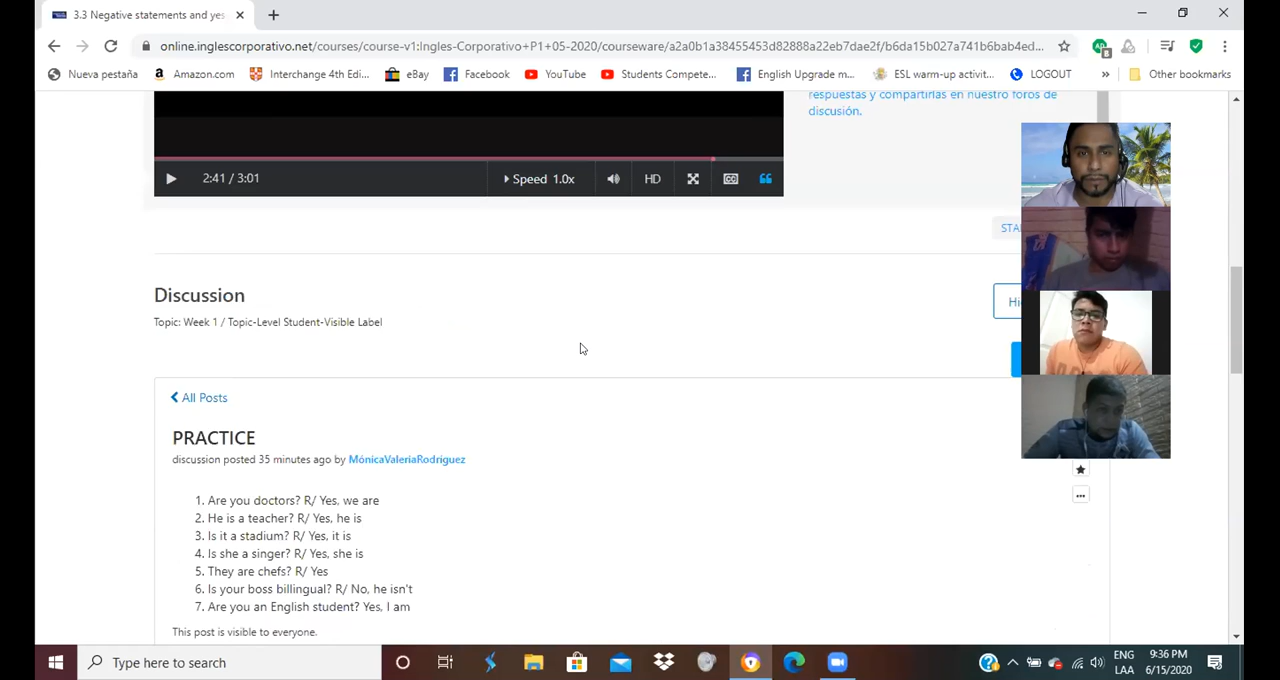 3.3 Negative statements and yes
online.inglescorporativo.net/courses/course-v1:Ingles-Corporativo+P1+05-2020/courseware/a2a0b1a38455453d82888a22eb7dae2f/b6da15b027a741b6bab4ed...
Nueva pestaña
Amazon.com
Interchange 4th Edi...
eBay
Facebook
YouTube
Students Compete...
English Upgrade m...
ESL warm-up activit...
LOGOUT
»
Other bookmarks
respuestas y compartirlas en nuestro foros de
discusión.
2:41 / 3:01
Speed 1.0x
HD
CC
STA
Discussion
Hi
Topic: Week 1 / Topic-Level Student-Visible Label
All Posts
PRACTICE
discussion posted 35 minutes ago by MónicaValeriaRodríguez
1. Are you doctors? R/ Yes, we are
2. He is a teacher? R/ Yes, he is
3. Is it a stadium? R/ Yes, it is
4. Is she a singer? R/ Yes, she is
5. They are chefs? R/ Yes
6. Is your boss billingual? R/ No, he isn't
7. Are you an English student? Yes, I am
This post is visible to everyone.
Type here to search
ENG
LAA
9:36 PM
6/15/2020